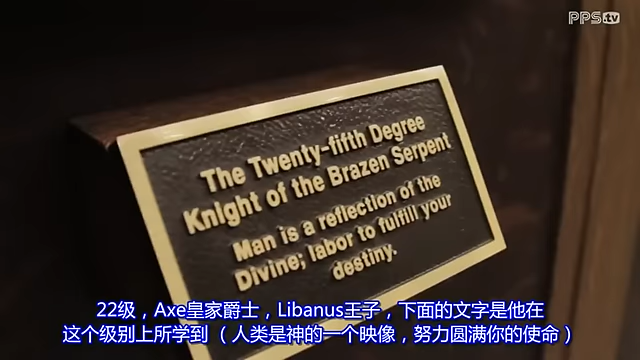 PPS.tv
The Twenty-fifth Degree
Knight of the Brazen Serpent
Man is a reflection of the
Divine; labor to fulfill your
destiny.
22级，Axe皇家爵士，Libanus王子，下面的文字是他在
这个级别上所学到（人类是神的一个映像，努力圆满你的使命）